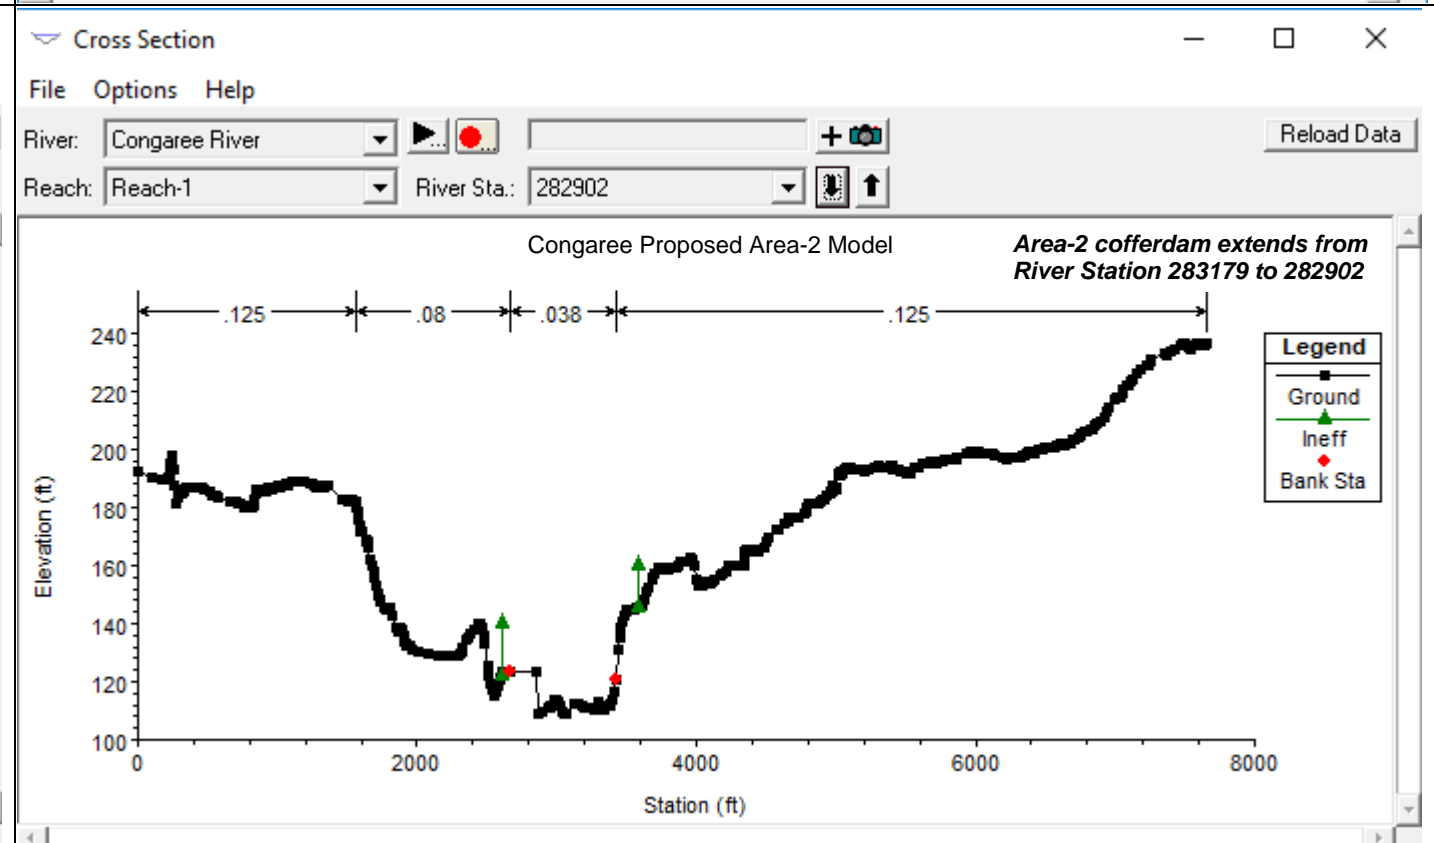 Cross Section
File Options Help
River: Congaree River Reload Data
Reach: Reach-1 River Sta.: 282902
Congaree Proposed Area-2 Model
Area-2 cofferdam extends from
River Station 283179 to 282902
.125 .08 .038 .125
Legend
Ground
Ineff
Bank Sta
240
220
200
180
160
140
120
100
Elevation (ft)
0 2000 4000 6000 8000
Station (ft)